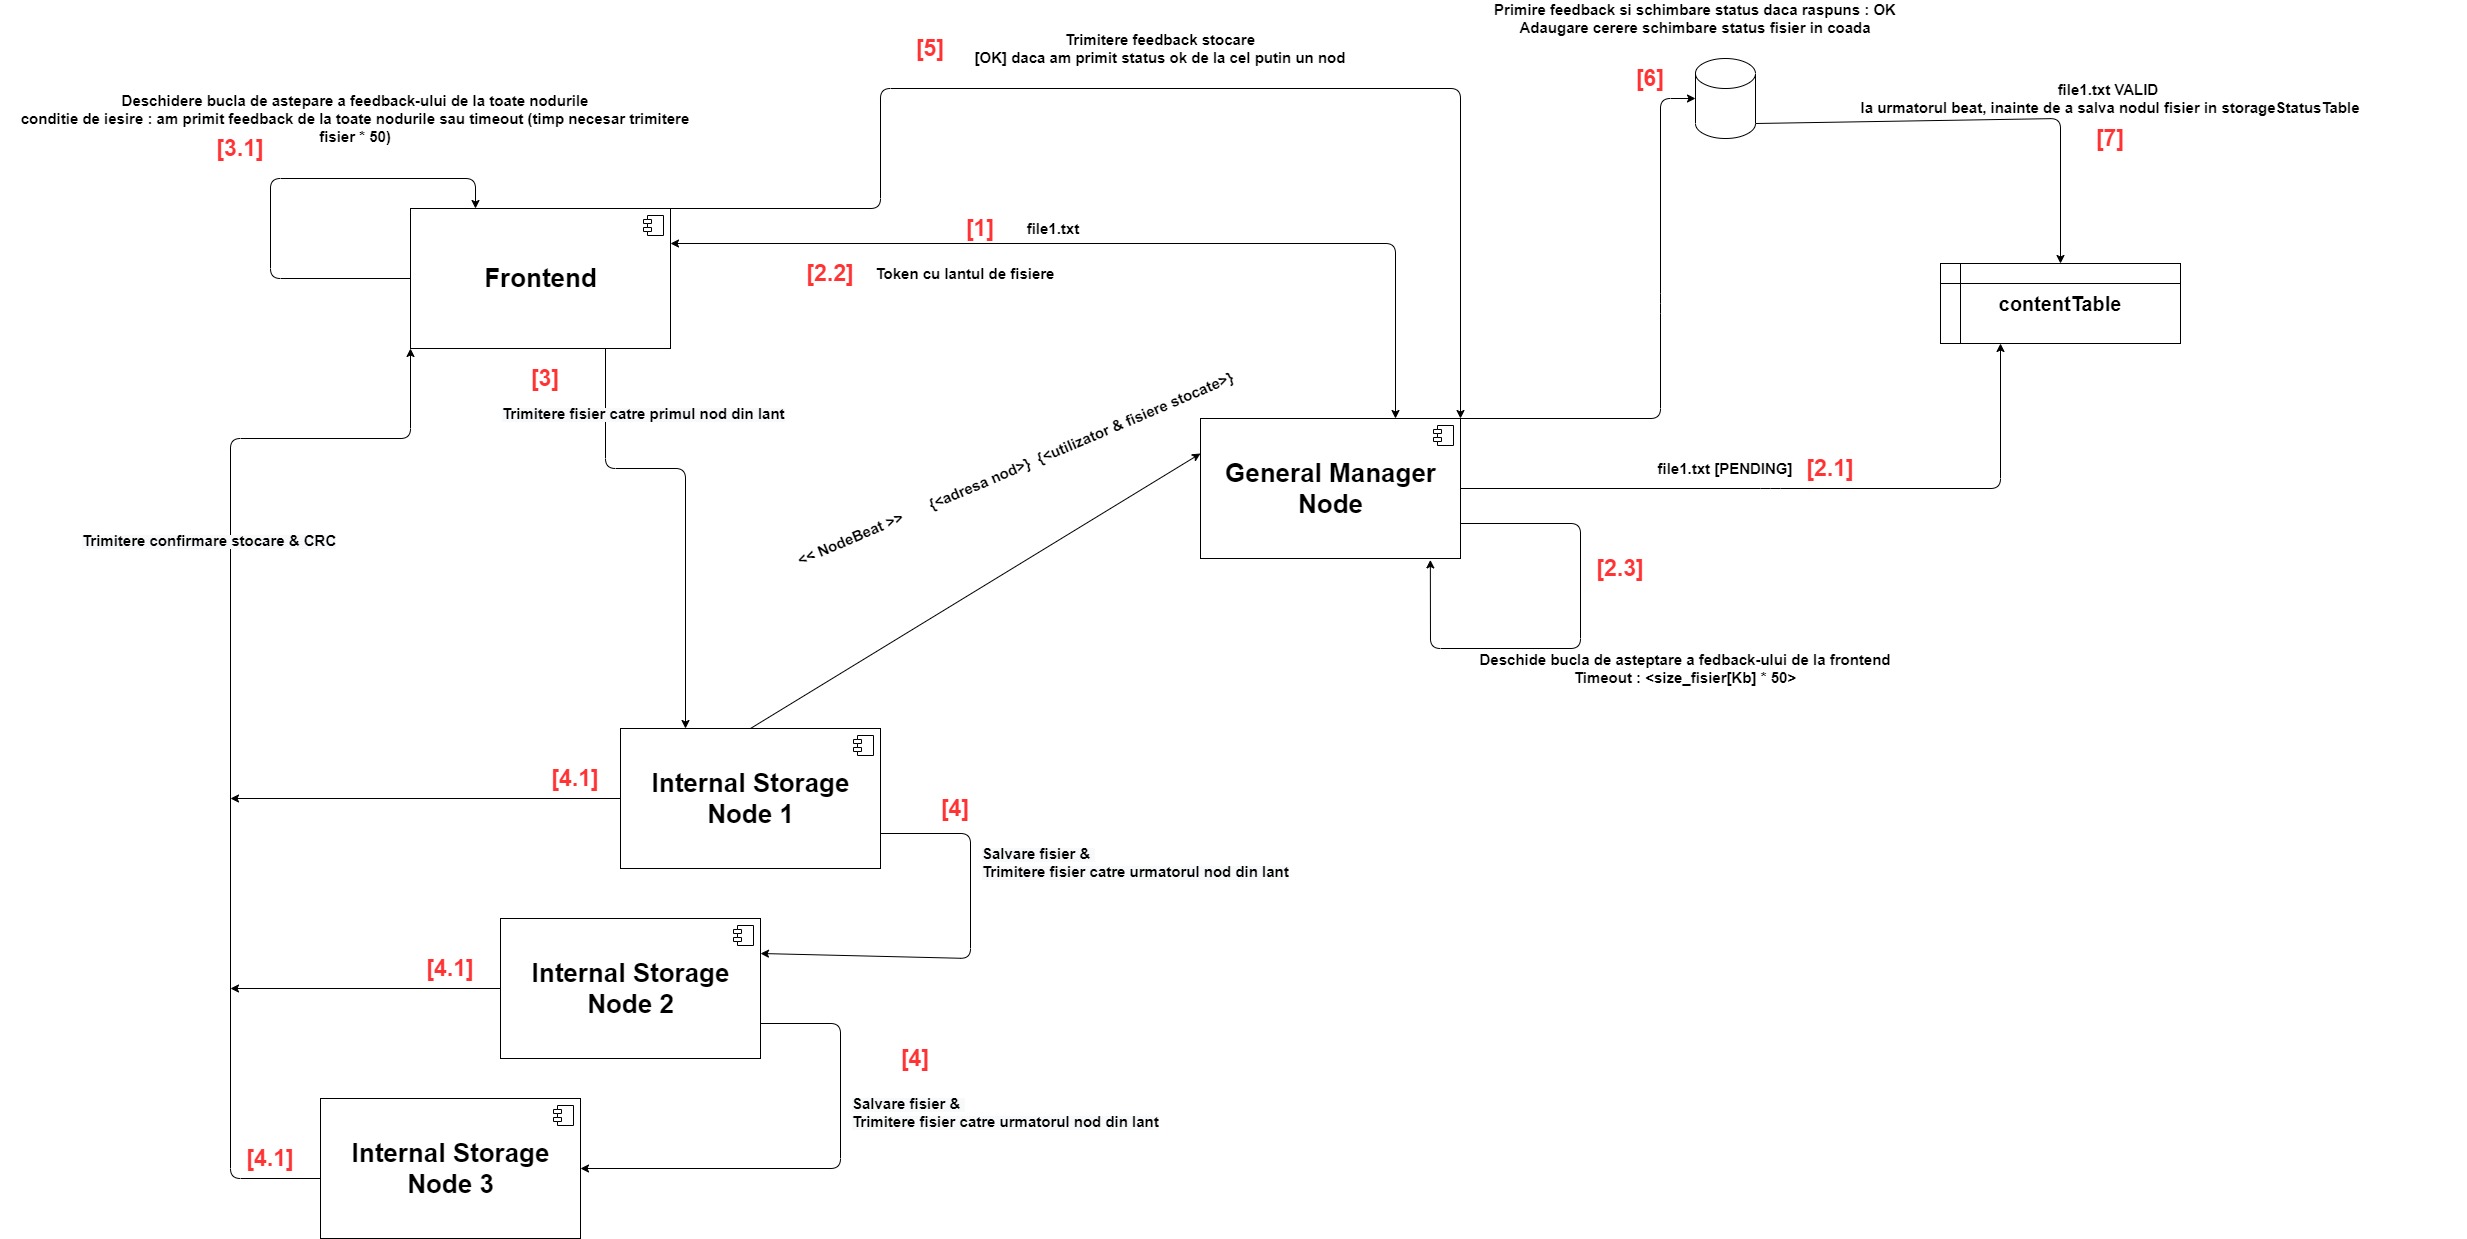 Primire feedback si schimbare status daca raspuns : OK
Adaugare cerere schimbare status fisier in coada
[5]
Trimitere feedback stocare
[OK] daca am primit status ok de la cel putin un nod
[6]
file1.txt VALID
la urmatorul beat, inainte de a salva nodul fisier in storageStatusTable
[7]
Deschidere bucla de astepare a feedback-ului de la toate nodurile
conditie de iesire : am primit feedback de la toate nodurile sau timeout (timp necesar trimitere
fisier * 50)
[3.1]
[1]
file1.txt
[2.2]
Token cu lantul de fisiere
Frontend
contentTable
[3]
Trimitere fisier catre primul nod din lant
<< NodeBeat >> {<adresa nod>} {<utilizator & fisiere stocate>}
General Manager
Node
file1.txt [PENDING]
[2.1]
[2.3]
Deschide bucla de asteptare a fedback-ului de la frontend
Timeout : <size_fisier[Kb] * 50>
Trimitere confirmare stocare & CRC
[4.1]
Internal Storage
Node 1
[4]
Salvare fisier &
Trimitere fisier catre urmatorul nod din lant
[4.1]
Internal Storage
Node 2
[4]
Salvare fisier &
Trimitere fisier catre urmatorul nod din lant
[4.1]
Internal Storage
Node 3